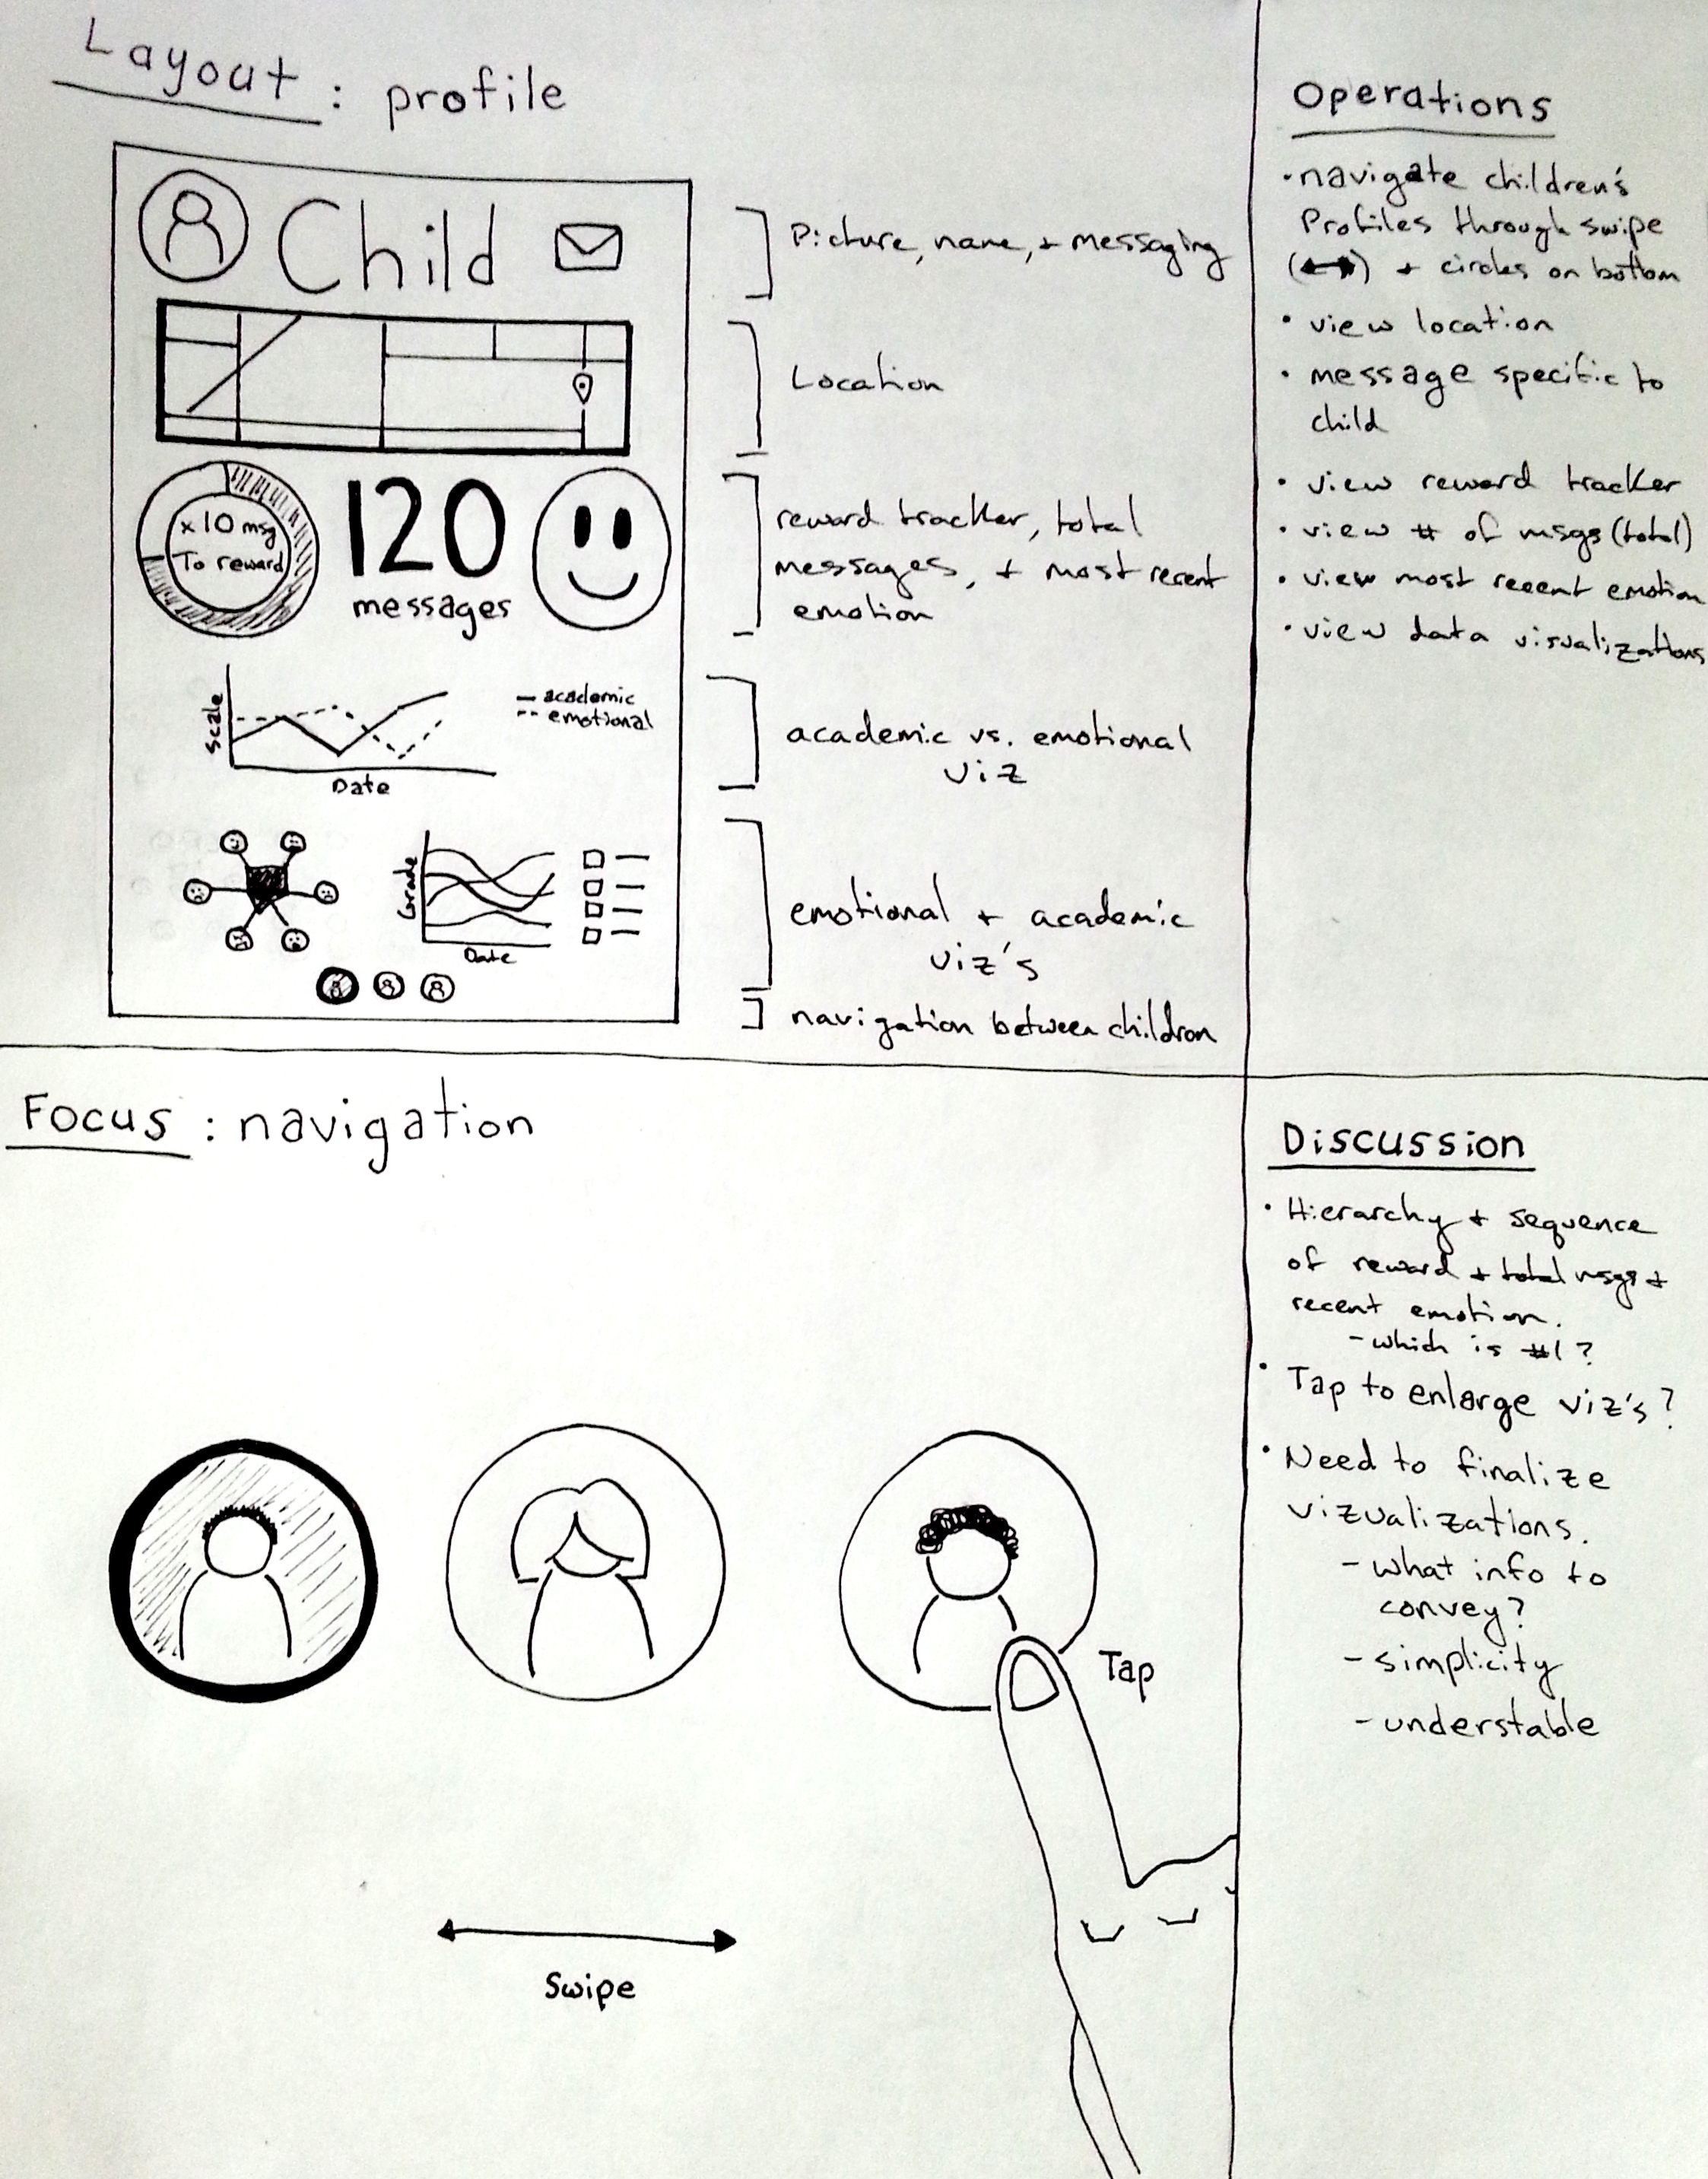 Layout : profile
Child
Picture, name, + messaging
Location
x 10 msg
To reward
120
messages
reward tracker, total
messages, + most recent
emotion
Scale
Date
— academic
-- emotional
academic vs. emotional
viz
Grade
Date
emotional + academic
viz's
navigation between children
Operations
• navigate children's
Profiles through swipe
(↔) + circles on bottom
• view location
• message specific to
child
• view reward tracker
• view # of msgs (total)
• view most recent emotion
• view data visualizations
Focus : navigation
Tap
Swipe
Discussion
• Hierarchy + sequence
of reward + total msgs +
recent emotion.
- which is #1?
• Tap to enlarge viz's?
• Need to finalize
vizualizations.
- what info to
convey?
- simplicity
- understable